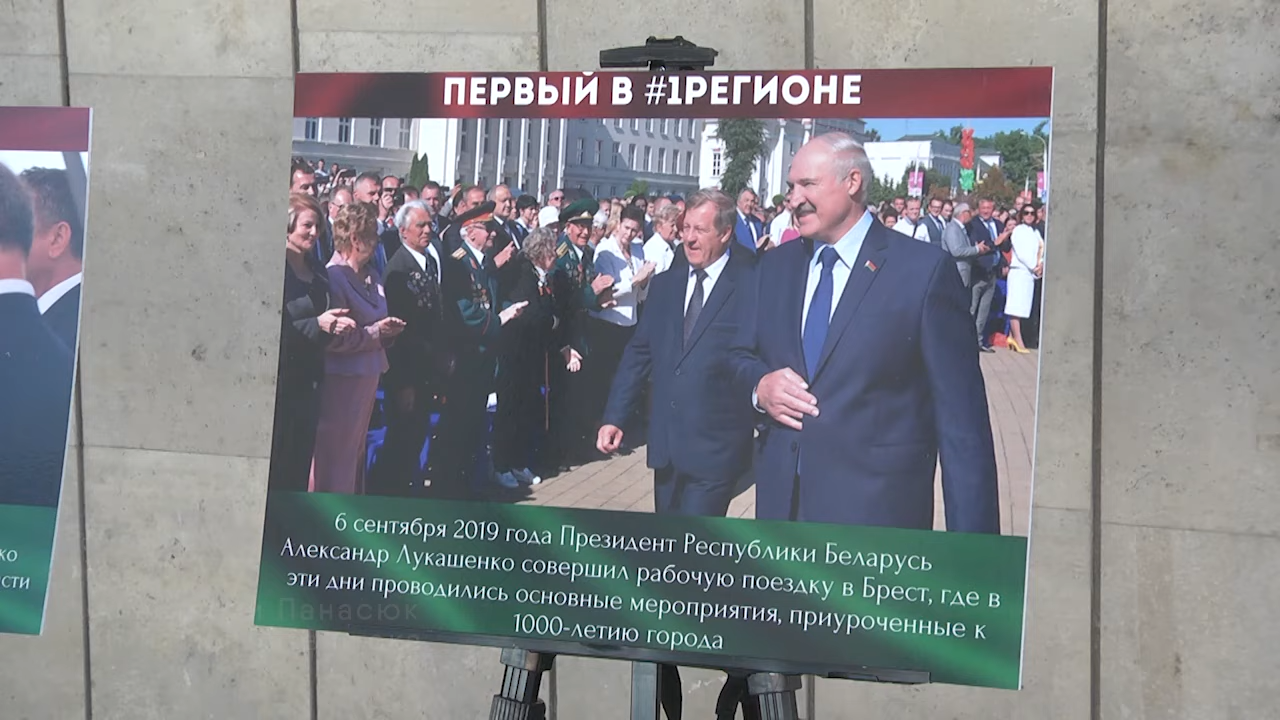 ПЕРВЫЙ В #1РЕГИОНЕ
6 сентября 2019 года Президент Республики Беларусь
Александр Лукашенко совершил рабочую поездку в Брест, где в
эти дни проводились основные мероприятия, приуроченные к
1000-летию города
Панасюк